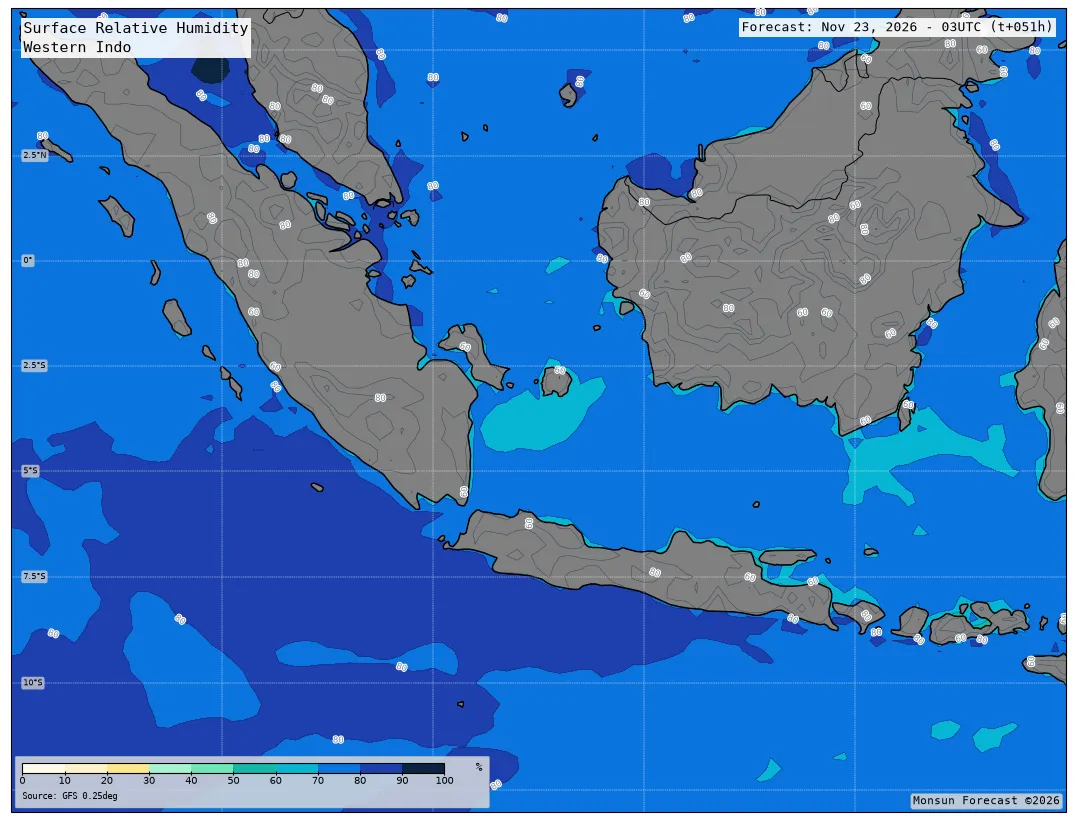 Surface Relative Humidity
Western Indo
Forecast: Nov 23, 2026 - 03UTC (t+051h)
2.5°N
0°
2.5°S
5°S
7.5°S
10°S
0 10 20 30 40 50 60 70 80 90 100
%
Source: GFS 0.25deg
Monsun Forecast ©2026